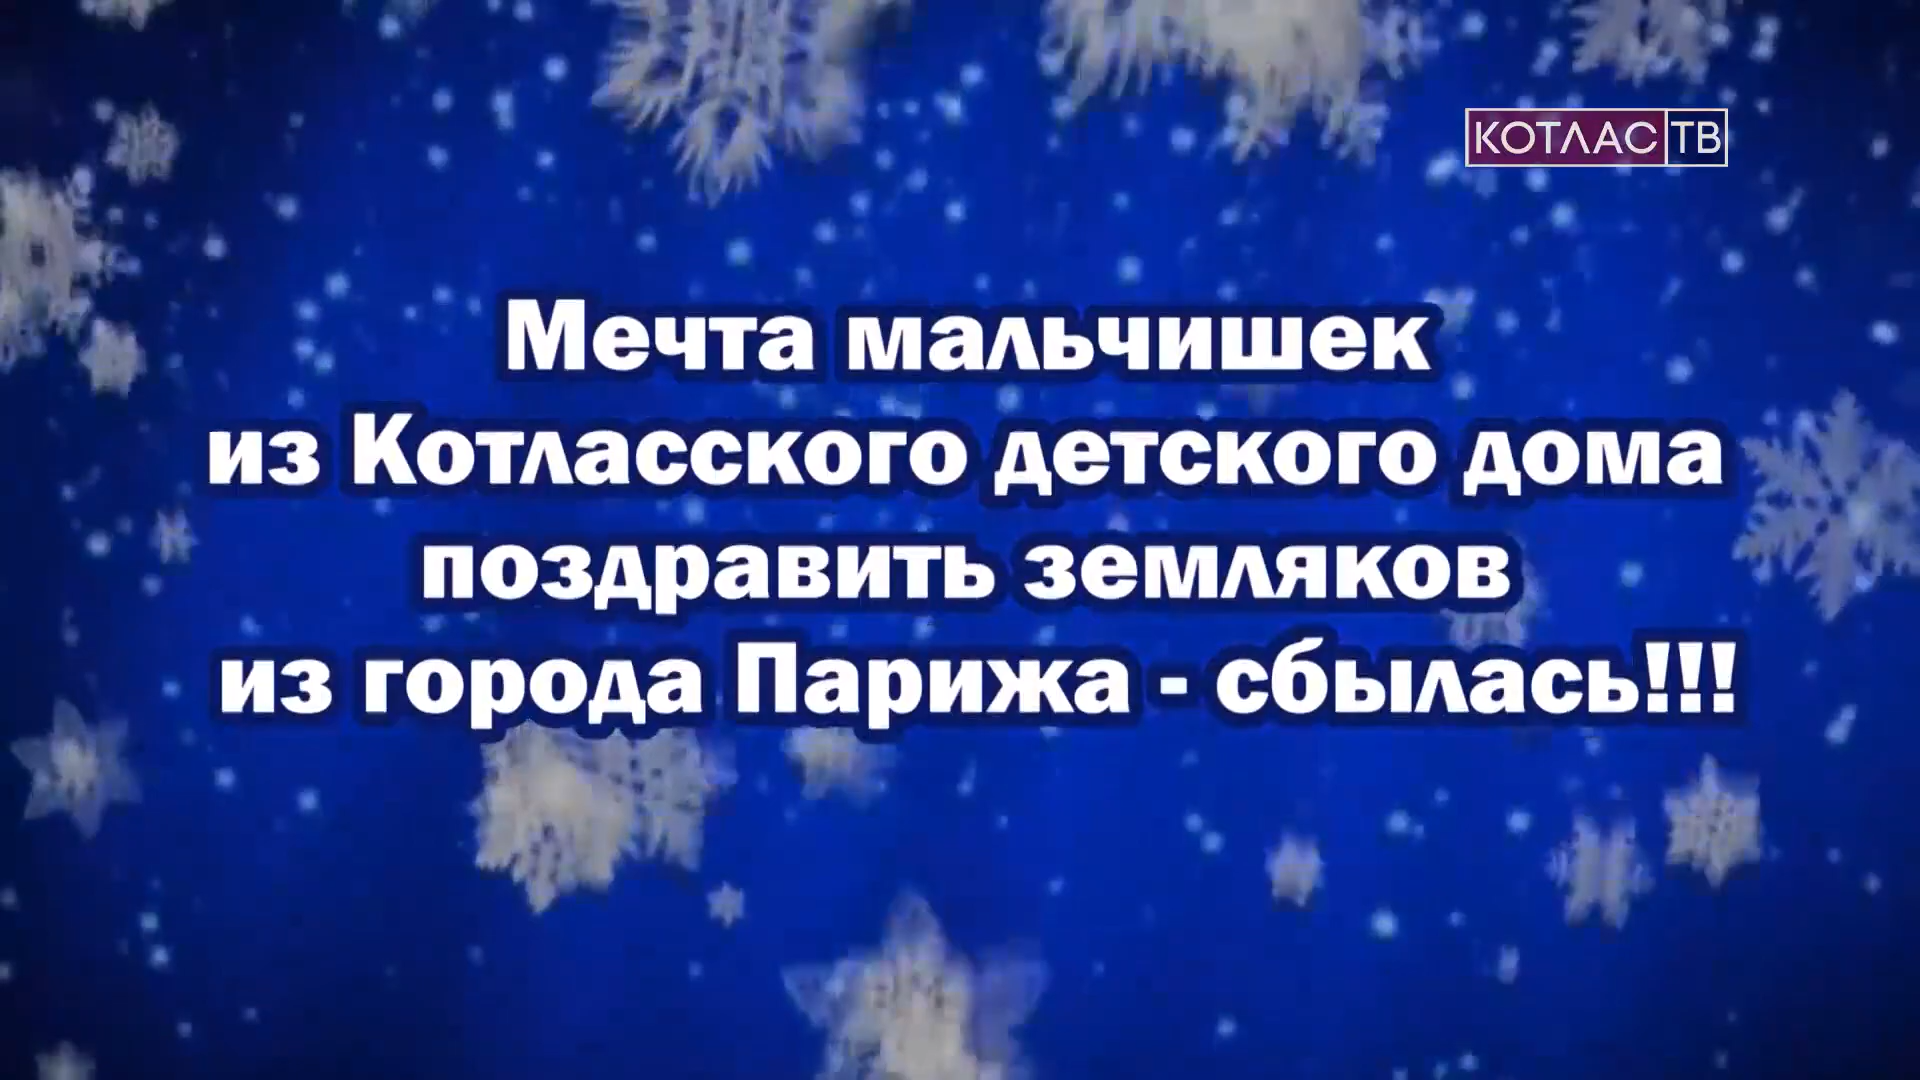 КОТЛАС ТВ
Мечта мальчишек
из Котласского детского дома
поздравить земляков
из города Парижа - сбылась!!!